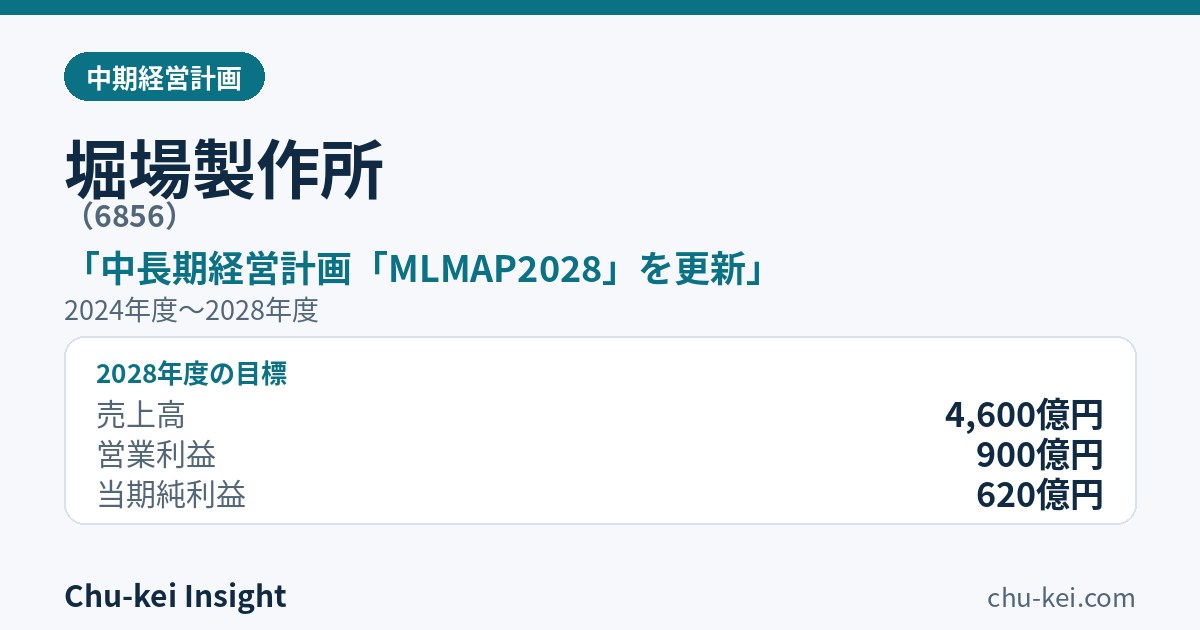 中期経営計画
堀場製作所
（6856）
「中長期経営計画「MLMAP2028」を更新」
2024年度～2028年度
2028年度の目標
売上高 4,600億円
営業利益 900億円
当期純利益 620億円
Chu-kei Insight chu-kei.com